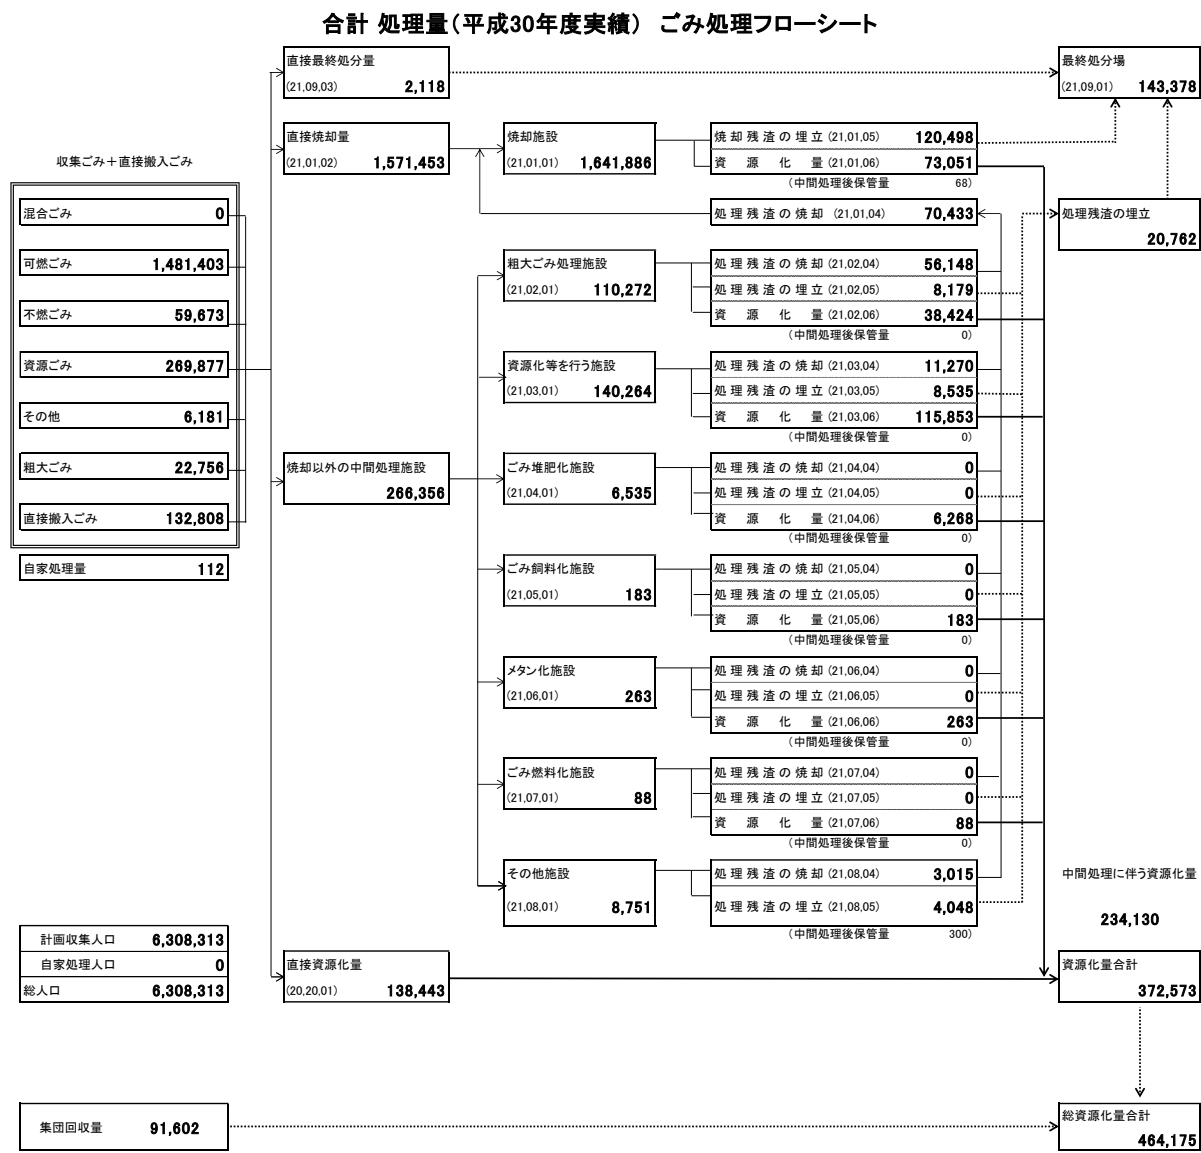 合計 処理量(平成30年度実績) ごみ処理フローシート
直接最終処分量
(21,09,03) 2,118
最終処分場
(21,09,01) 143,378
直接焼却量
(21,01,02) 1,571,453
焼却施設
(21,01,01) 1,641,886
焼却残渣の埋立 (21,01,05) 120,498
資源化量 (21,01,06) 73,051
(中間処理後保管量 68)
収集ごみ+直接搬入ごみ
混合ごみ 0
可燃ごみ 1,481,403
不燃ごみ 59,673
資源ごみ 269,877
その他 6,181
粗大ごみ 22,756
直接搬入ごみ 132,808
自家処理量 112
処理残渣の焼却 (21,01,04) 70,433
処理残渣の埋立
20,762
粗大ごみ処理施設
(21,02,01) 110,272
処理残渣の焼却 (21,02,04) 56,148
処理残渣の埋立 (21,02,05) 8,179
資源化量 (21,02,06) 38,424
(中間処理後保管量 0)
資源化等を行う施設
(21,03,01) 140,264
処理残渣の焼却 (21,03,04) 11,270
処理残渣の埋立 (21,03,05) 8,535
資源化量 (21,03,06) 115,853
(中間処理後保管量 0)
焼却以外の中間処理施設
266,356
ごみ堆肥化施設
(21,04,01) 6,535
処理残渣の焼却 (21,04,04) 0
処理残渣の埋立 (21,04,05) 0
資源化量 (21,04,06) 6,268
(中間処理後保管量 0)
ごみ飼料化施設
(21,05,01) 183
処理残渣の焼却 (21,05,04) 0
処理残渣の埋立 (21,05,05) 0
資源化量 (21,05,06) 183
(中間処理後保管量 0)
メタン化施設
(21,06,01) 263
処理残渣の焼却 (21,06,04) 0
処理残渣の埋立 (21,06,05) 0
資源化量 (21,06,06) 263
(中間処理後保管量 0)
ごみ燃料化施設
(21,07,01) 88
処理残渣の焼却 (21,07,04) 0
処理残渣の埋立 (21,07,05) 0
資源化量 (21,07,06) 88
(中間処理後保管量 0)
その他施設
(21,08,01) 8,751
処理残渣の焼却 (21,08,04) 3,015
処理残渣の埋立 (21,08,05) 4,048
(中間処理後保管量 300)
中間処理に伴う資源化量
234,130
計画収集人口 6,308,313
自家処理人口 0
総人口 6,308,313
直接資源化量
(20,20,01) 138,443
資源化量合計
372,573
集団回収量 91,602
総資源化量合計
464,175